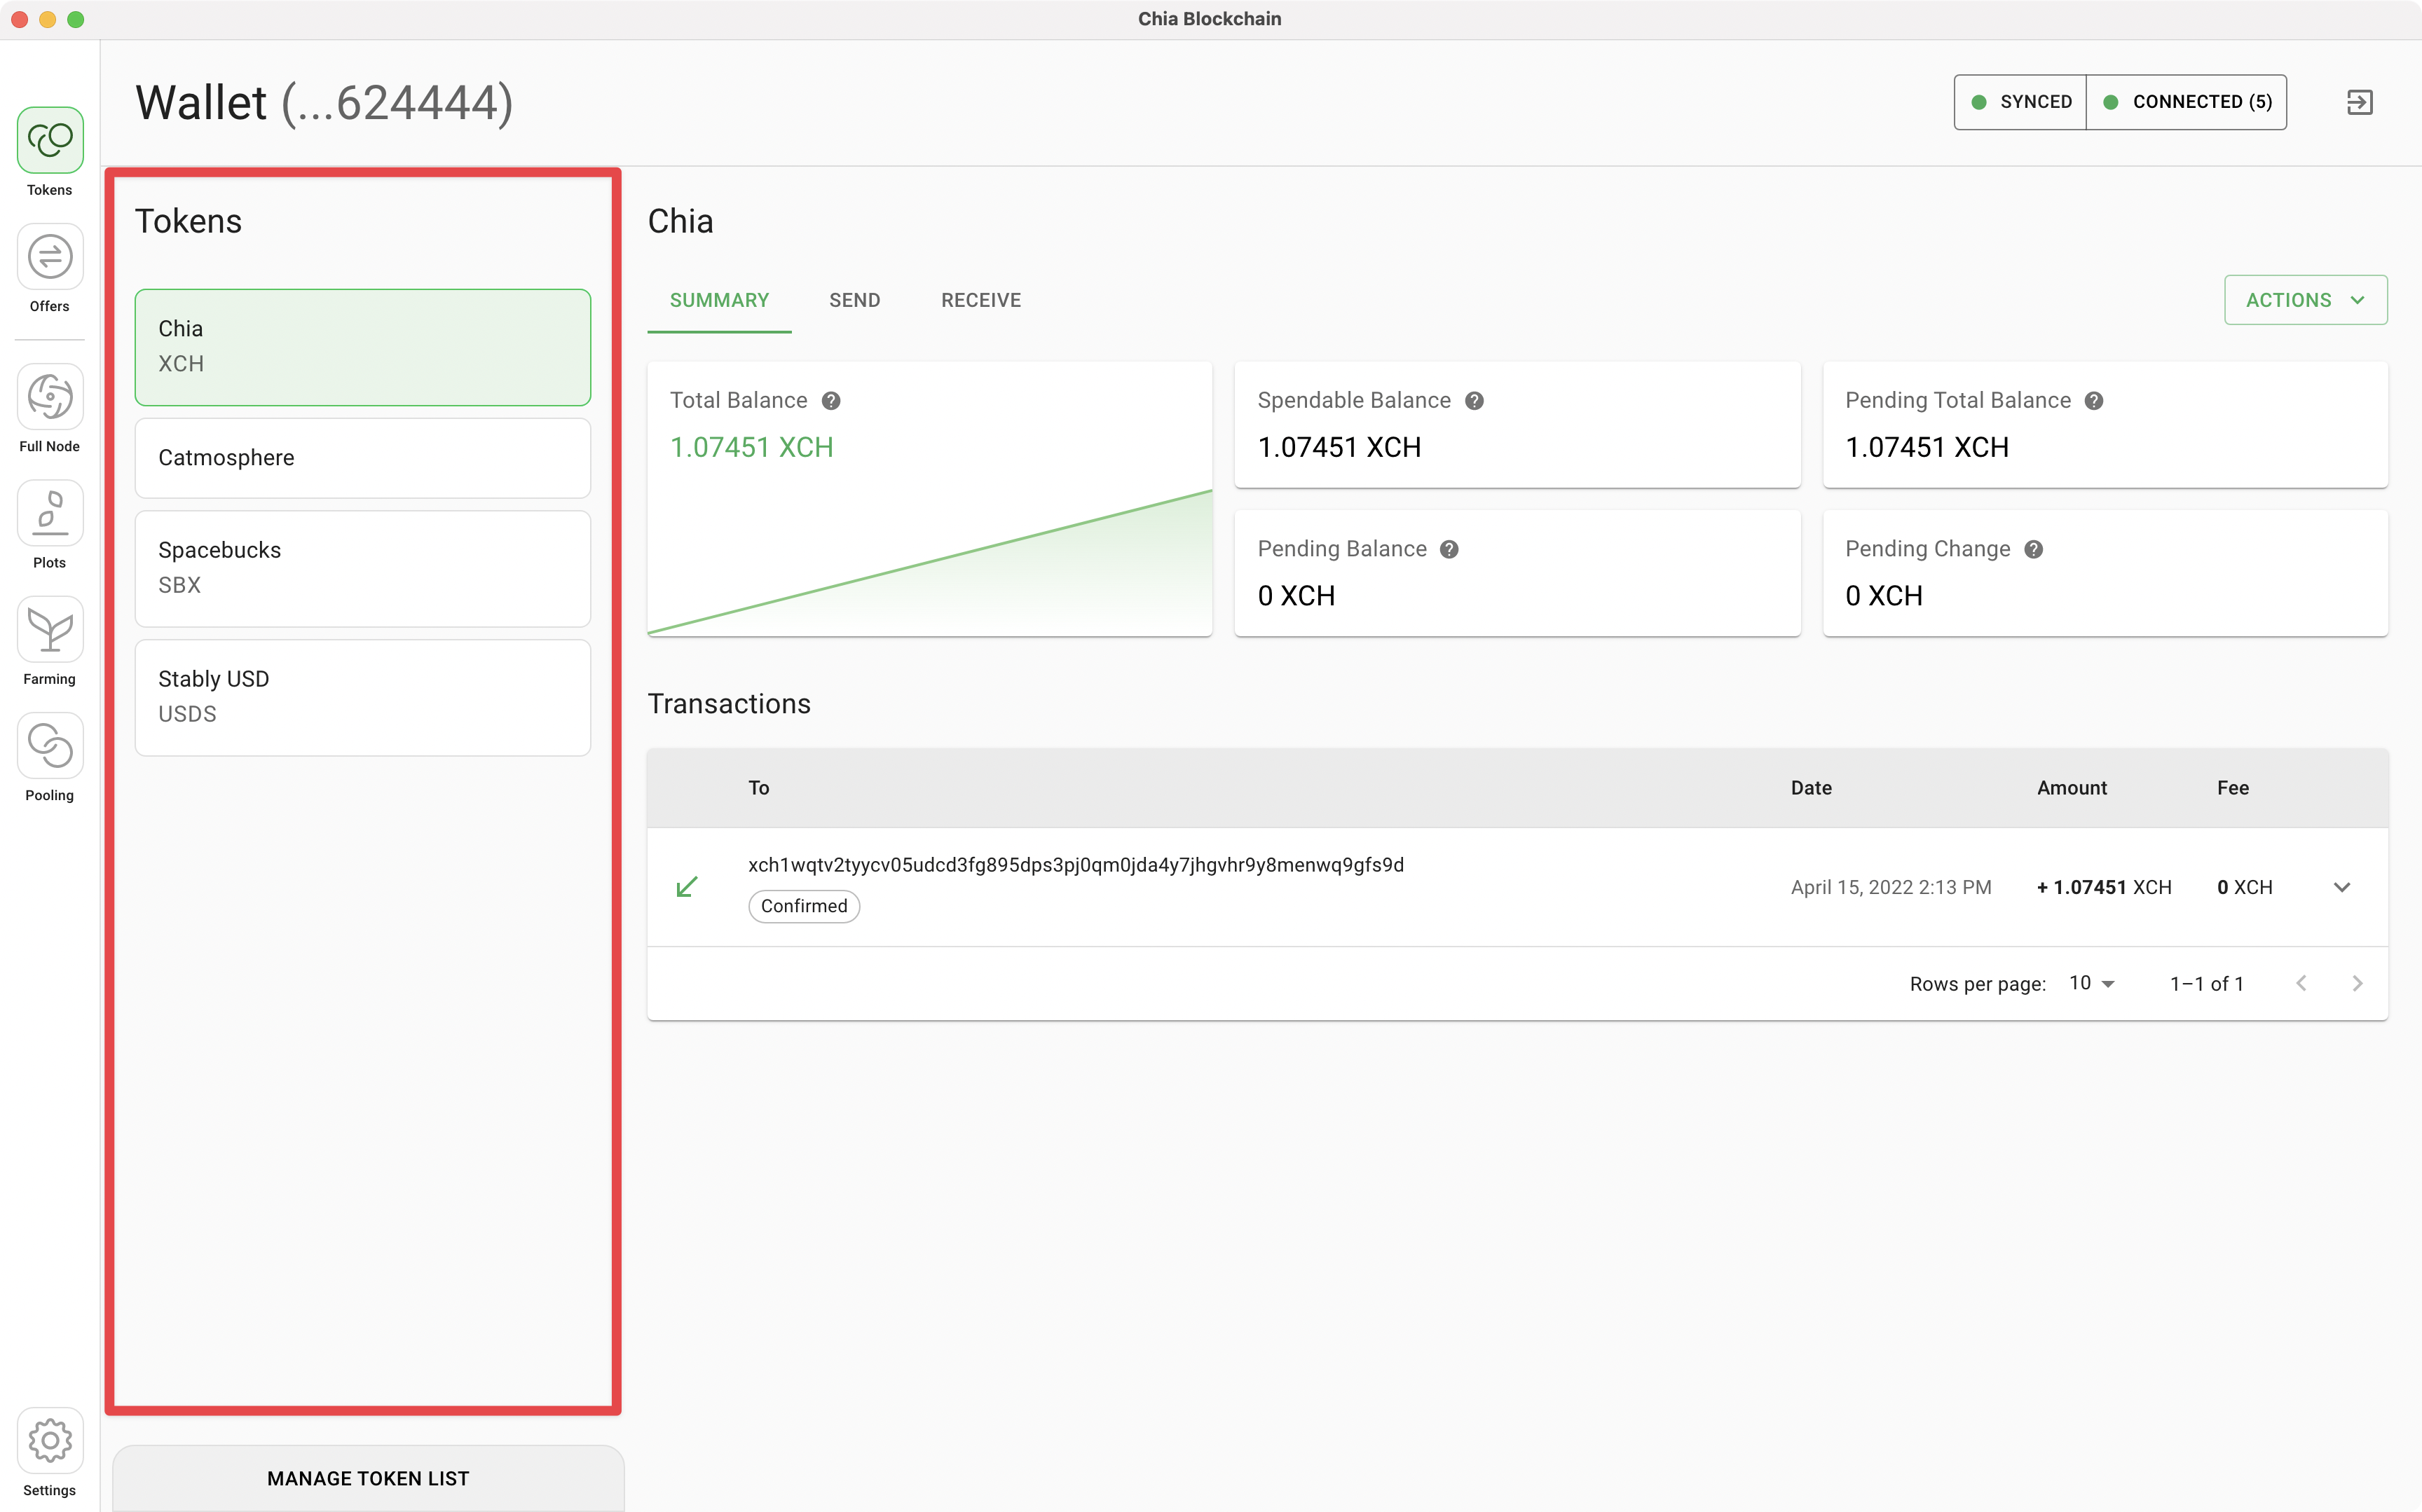 Chia Blockchain
Wallet (...624444)
SYNCED
CONNECTED (5)
Tokens
Offers
Full Node
Plots
Farming
Pooling
Settings
Tokens
Chia
XCH
Catmosphere
Spacebucks
SBX
Stably USD
USDS
MANAGE TOKEN LIST
Chia
SUMMARY SEND RECEIVE
ACTIONS
Total Balance ?
1.07451 XCH
Spendable Balance ?
1.07451 XCH
Pending Total Balance ?
1.07451 XCH
Pending Balance ?
0 XCH
Pending Change ?
0 XCH
Transactions
To Date Amount Fee
xch1wqtv2tyycv05udcd3fg895dps3pj0qm0jda4y7jhgvhr9y8menwq9gfs9d
Confirmed
April 15, 2022 2:13 PM + 1.07451 XCH 0 XCH
Rows per page: 10 1–1 of 1